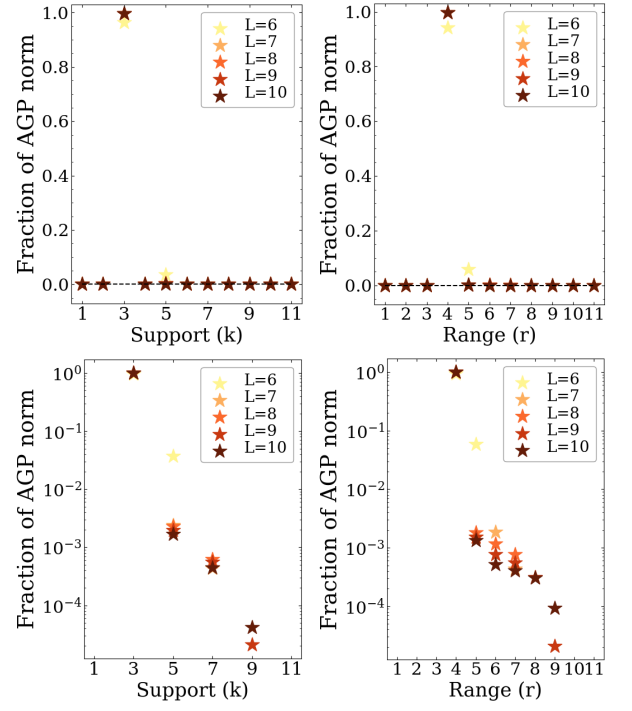 Fraction of AGP norm
1.0
0.8
0.6
0.4
0.2
0.0
1 3 5 7 9 11
Support (k)
L=6
L=7
L=8
L=9
L=10
Fraction of AGP norm
1.0
0.8
0.6
0.4
0.2
0.0
1 2 3 4 5 6 7 8 9 10 11
Range (r)
L=6
L=7
L=8
L=9
L=10
Fraction of AGP norm
10⁰
10⁻¹
10⁻²
10⁻³
10⁻⁴
1 3 5 7 9 11
Support (k)
L=6
L=7
L=8
L=9
L=10
Fraction of AGP norm
10⁰
10⁻¹
10⁻²
10⁻³
10⁻⁴
1 2 3 4 5 6 7 8 9 10 11
Range (r)
L=6
L=7
L=8
L=9
L=10